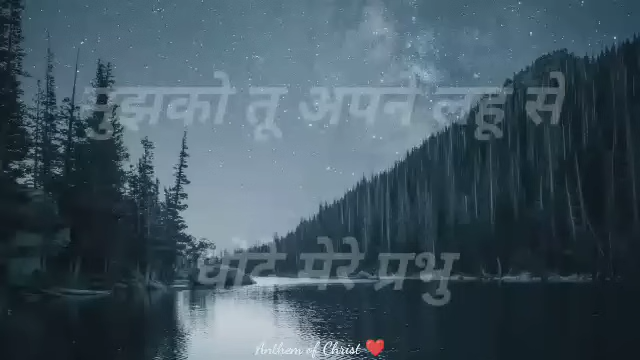 मुझको तू अपने लहू से
धो दे मेरे प्रभु
Anthem of Christ ❤️